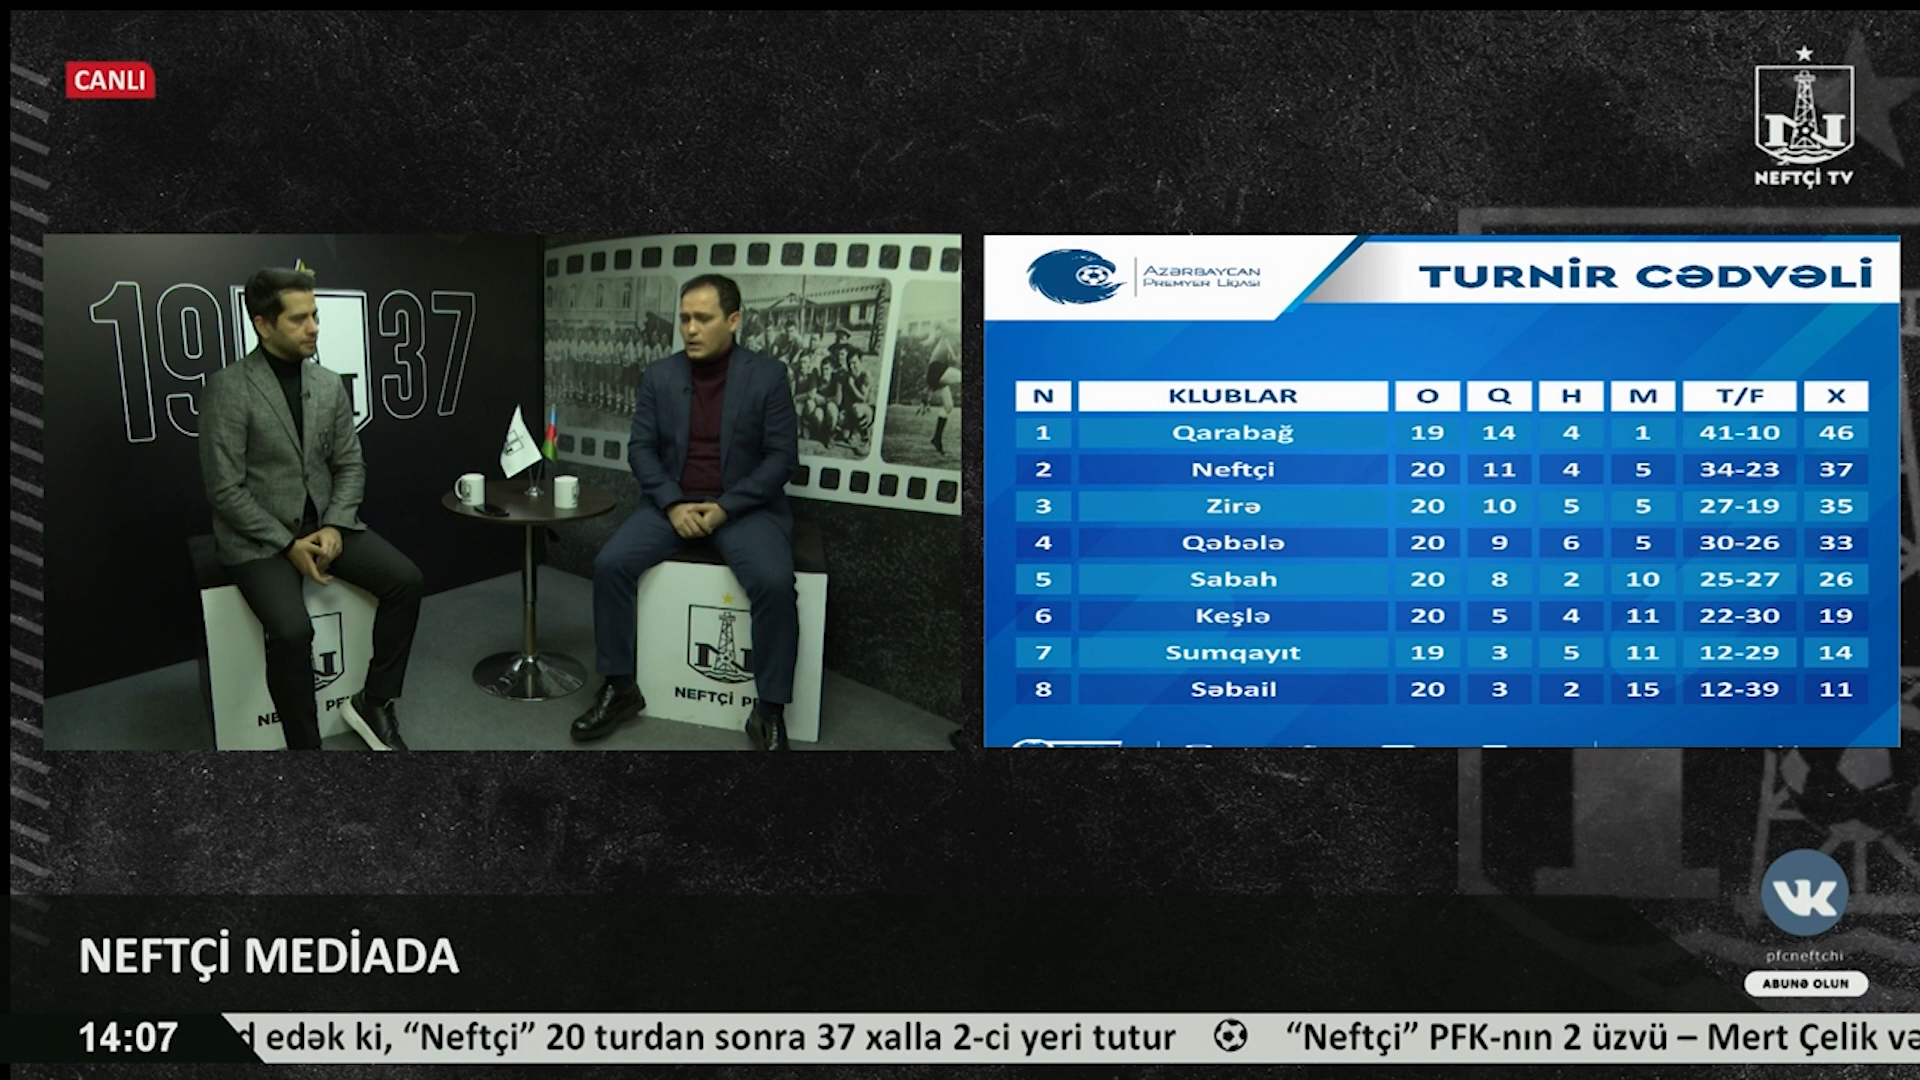 CANLI
NEFTÇİ TV
1937
AZƏRBAYCAN
PREMYER LİQASI
TURNİR CƏDVƏLİ
N KLUBLAR O Q H M T/F X
1 Qarabağ 19 14 4 1 41-10 46
2 Neftçi 20 11 4 5 34-23 37
3 Zirə 20 10 5 5 27-19 35
4 Qəbələ 20 9 6 5 30-26 33
5 Sabah 20 8 2 10 25-27 26
6 Keşlə 20 5 4 11 22-30 19
7 Sumqayıt 19 3 5 11 12-29 14
8 Səbail 20 3 2 15 12-39 11
NEFTÇİ
pfcneftchi
ABUNƏ OLUN
NEFTÇİ MEDİADA
14:07
edək ki, “Neftçi” 20 turdan sonra 37 xalla 2-ci yeri tutur “Neftçi” PFK-nın 2 üzvü – Mert Çelik və